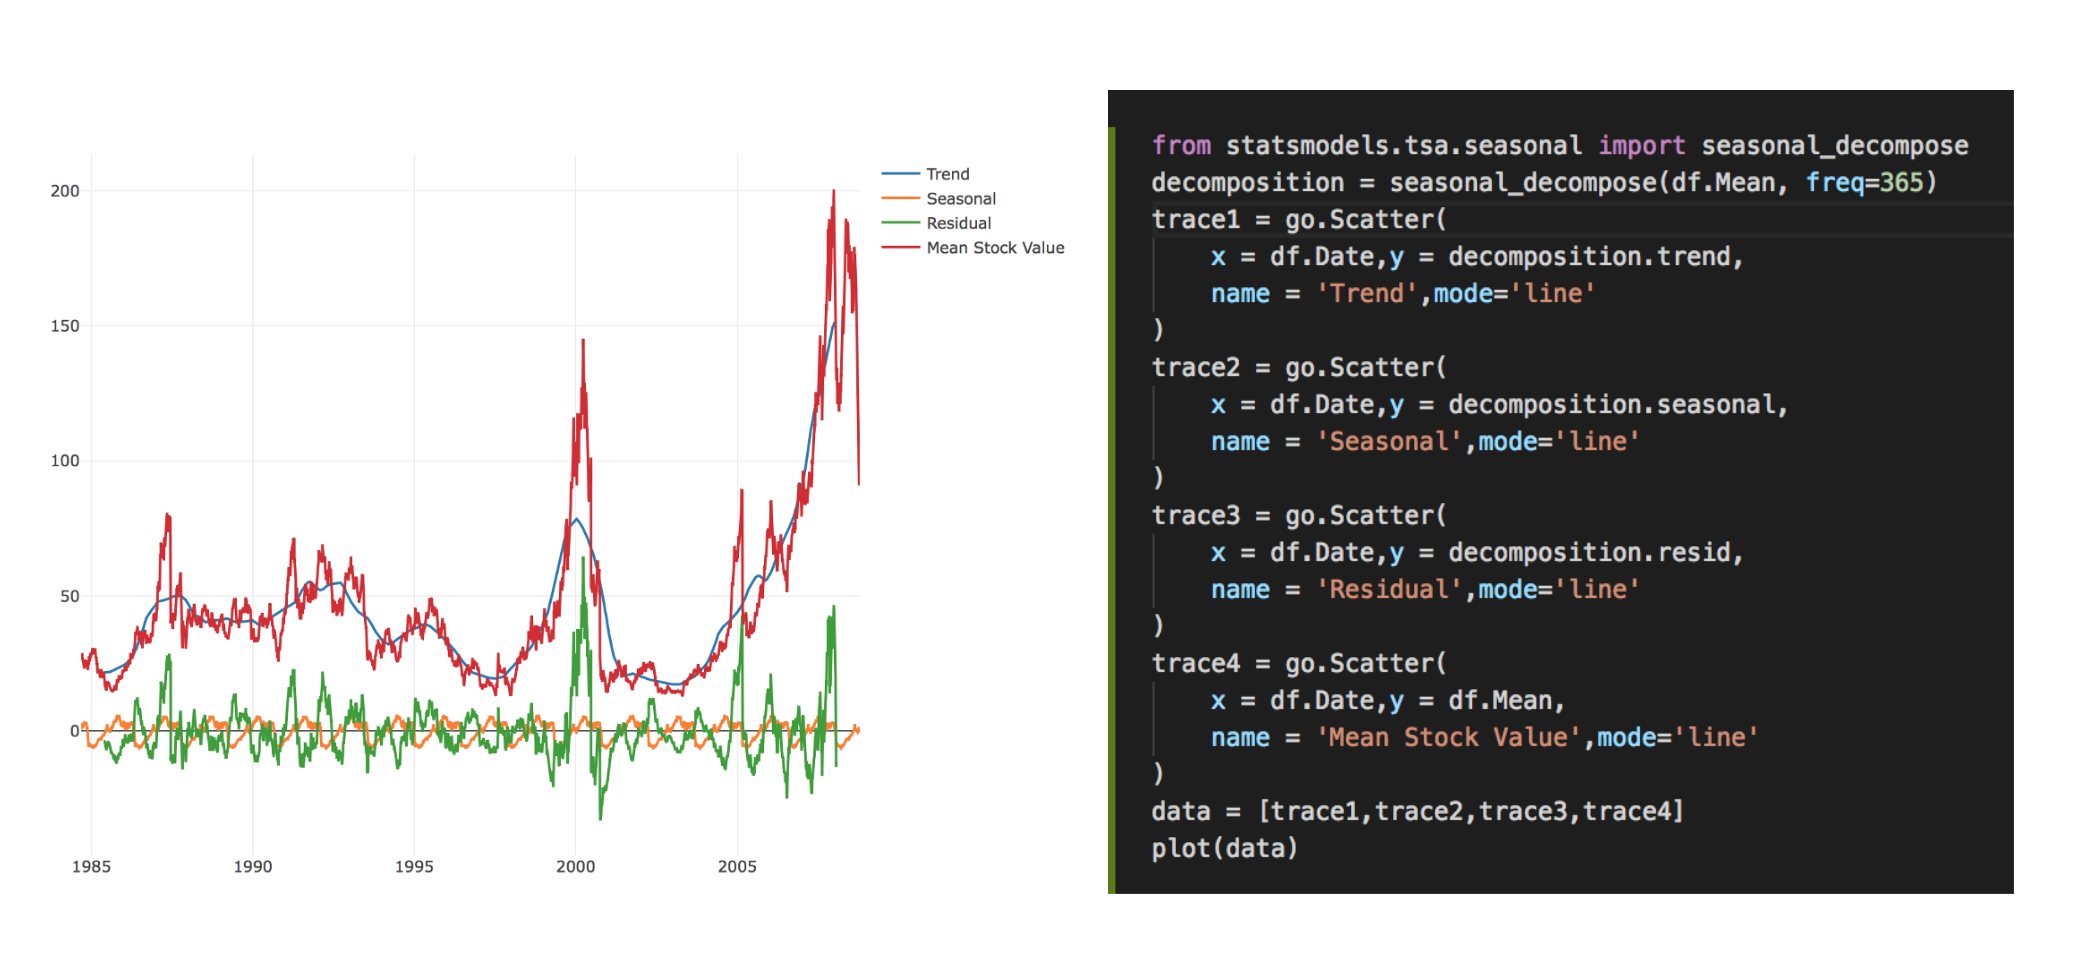 200
150
100
50
0
1985 1990 1995 2000 2005
Trend
Seasonal
Residual
Mean Stock Value
from statsmodels.tsa.seasonal import seasonal_decompose
decomposition = seasonal_decompose(df.Mean, freq=365)
trace1 = go.Scatter(
    x = df.Date,y = decomposition.trend,
    name = 'Trend',mode='line'
)
trace2 = go.Scatter(
    x = df.Date,y = decomposition.seasonal,
    name = 'Seasonal',mode='line'
)
trace3 = go.Scatter(
    x = df.Date,y = decomposition.resid,
    name = 'Residual',mode='line'
)
trace4 = go.Scatter(
    x = df.Date,y = df.Mean,
    name = 'Mean Stock Value',mode='line'
)
data = [trace1,trace2,trace3,trace4]
plot(data)